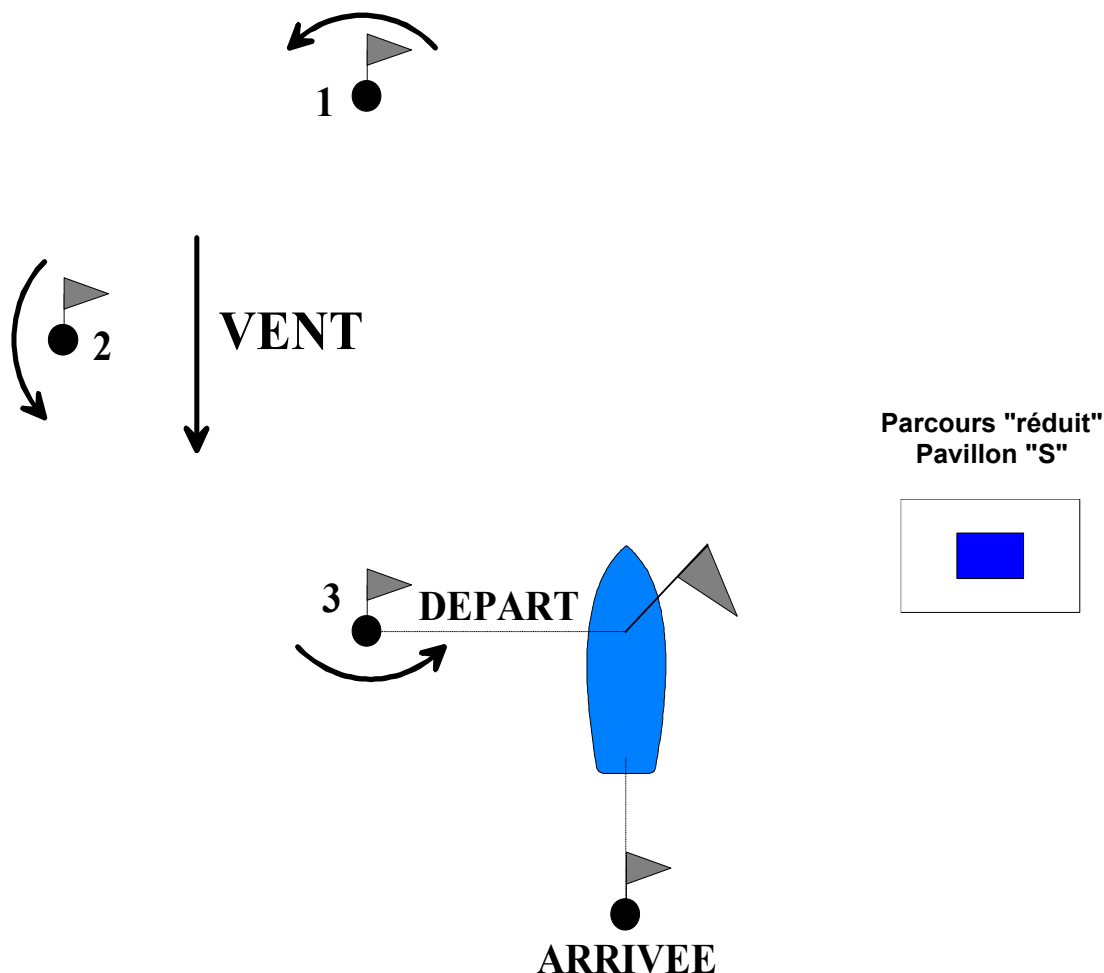 1
2
VENT
Parcours "réduit"
Pavillon "S"
3
DEPART
ARRIVEE